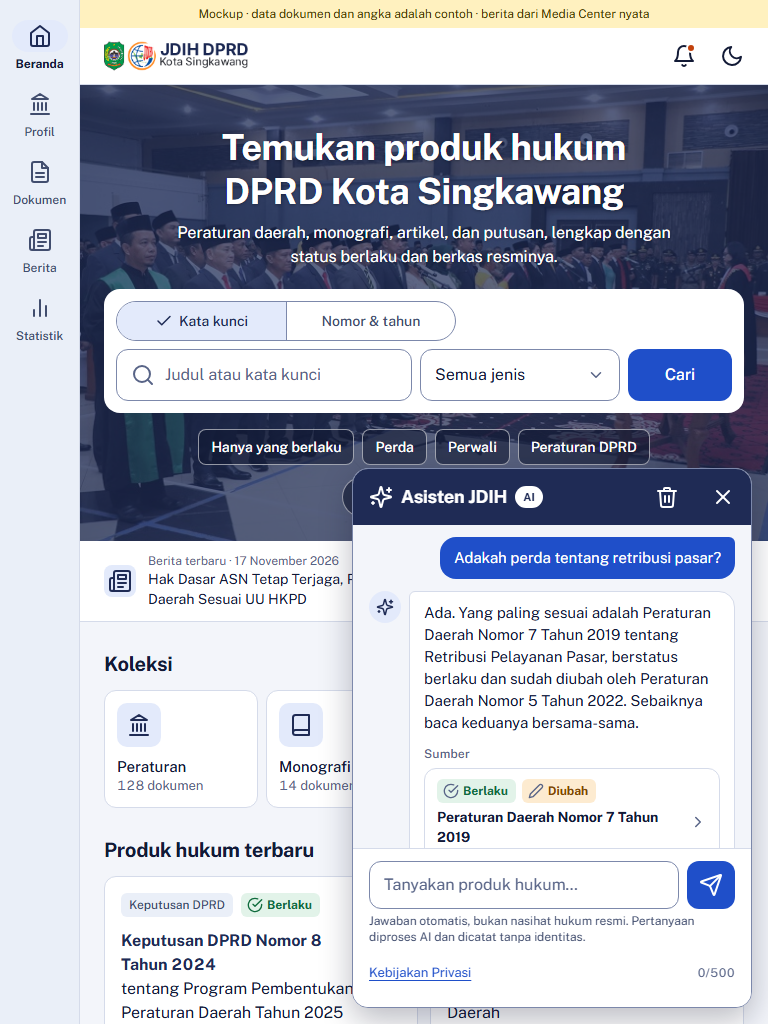 Mockup · data dokumen dan angka adalah contoh · berita dari Media Center nyata
Beranda
Profil
Dokumen
Berita
Statistik
JDIH DPRD
Kota Singkawang
Temukan produk hukum
DPRD Kota Singkawang
Peraturan daerah, monografi, artikel, dan putusan, lengkap dengan
status berlaku dan berkas resminya.
Kata kunci
Nomor & tahun
Judul atau kata kunci
Semua jenis
Cari
Hanya yang berlaku
Perda
Perwali
Peraturan DPRD
Berita terbaru · 17 November 2026
Hak Dasar ASN Tetap Terjaga,
Daerah Sesuai UU HKPD
Koleksi
Peraturan
128 dokumen
Monografi
14 dokumen
Produk hukum terbaru
Keputusan DPRD
Berlaku
Keputusan DPRD Nomor 8
Tahun 2024
tentang Program Pembentukan
Peraturan Daerah Tahun 2025
Daerah
Asisten JDIH
AI
Adakah perda tentang retribusi pasar?
Ada. Yang paling sesuai adalah Peraturan
Daerah Nomor 7 Tahun 2019 tentang
Retribusi Pelayanan Pasar, berstatus
berlaku dan sudah diubah oleh Peraturan
Daerah Nomor 5 Tahun 2022. Sebaiknya
baca keduanya bersama-sama.
Sumber
Berlaku
Diubah
Peraturan Daerah Nomor 7 Tahun
2019
Tanyakan produk hukum...
Jawaban otomatis, bukan nasihat hukum resmi. Pertanyaan
diproses AI dan dicatat tanpa identitas.
Kebijakan Privasi
0/500